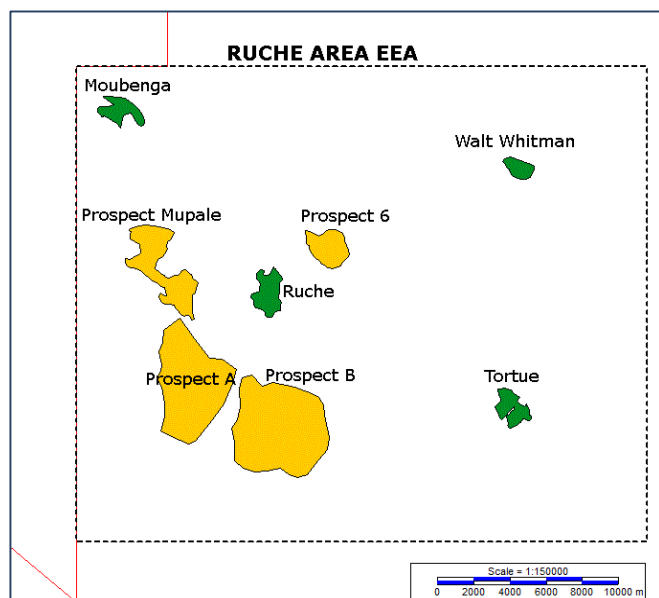 RUCHE AREA EEA
Moubenga
Walt Whitman
Prospect Mupale
Prospect 6
Ruche
Prospect A
Prospect B
Tortue
Scale = 1:150000
0 2000 4000 6000 8000 10000 m